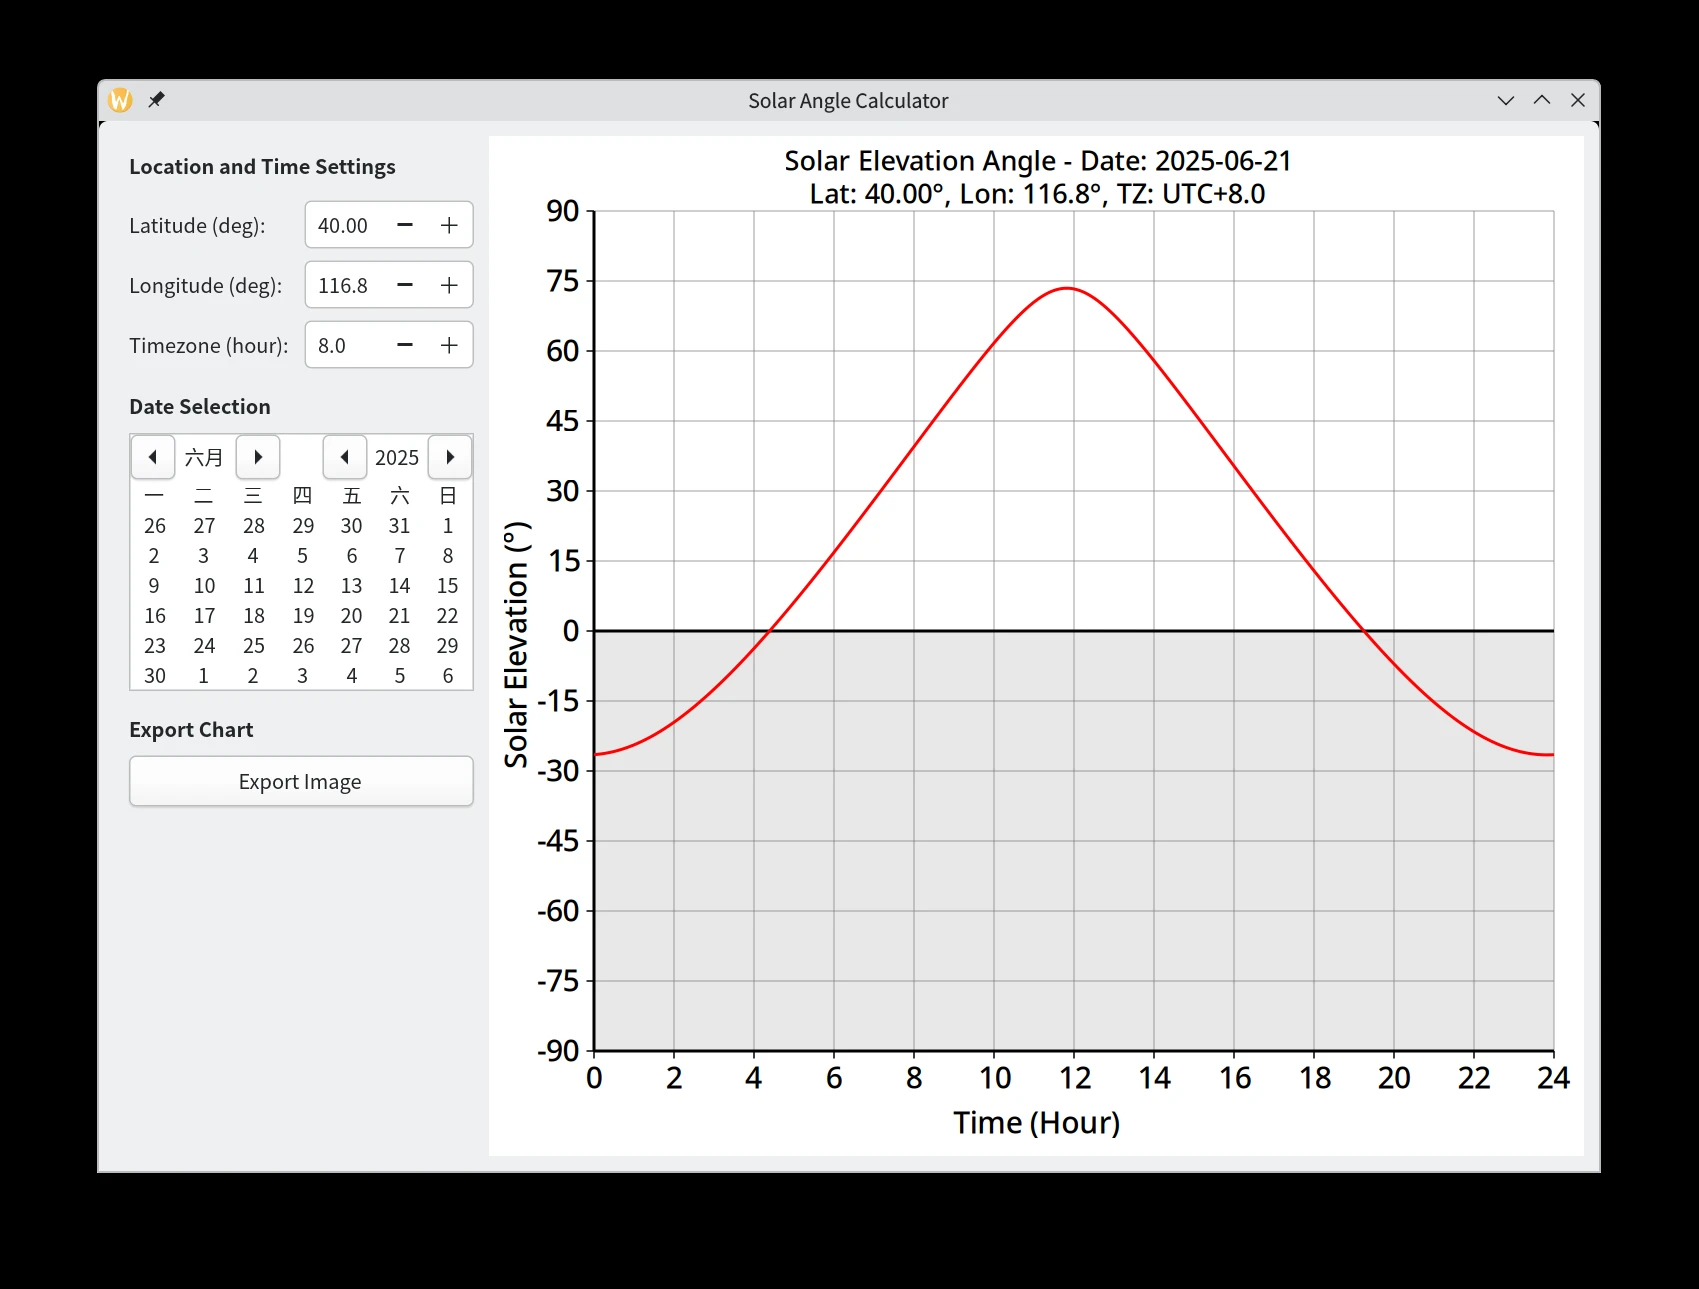 Solar Angle Calculator
Location and Time Settings
Latitude (deg): 40.00
Longitude (deg): 116.8
Timezone (hour): 8.0
Date Selection
六月 2025
一 二 三 四 五 六 日
26 27 28 29 30 31 1
2 3 4 5 6 7 8
9 10 11 12 13 14 15
16 17 18 19 20 21 22
23 24 25 26 27 28 29
30 1 2 3 4 5 6
Export Chart
Export Image
Solar Elevation Angle - Date: 2025-06-21
Lat: 40.00°, Lon: 116.8°, TZ: UTC+8.0
Solar Elevation (°)
90
75
60
45
30
15
0
-15
-30
-45
-60
-75
-90
0 2 4 6 8 10 12 14 16 18 20 22 24
Time (Hour)